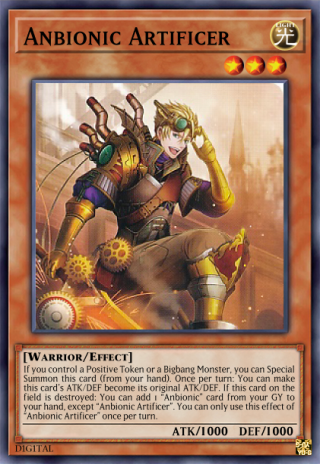 Anbionic Artificer
LIGHT
光
[Warrior/Effect]
If you control a Positive Token or a Bigbang Monster, you can Special
Summon this card (from your hand). Once per turn: You can make
this card's ATK/DEF become its original ATK/DEF. If this card on the
field is destroyed: You can add 1 "Anbionic" card from your GY to
your hand, except "Anbionic Artificer". You can only use this effect of
"Anbionic Artificer" once per turn.
ATK/1000 DEF/1000
DIGITAL